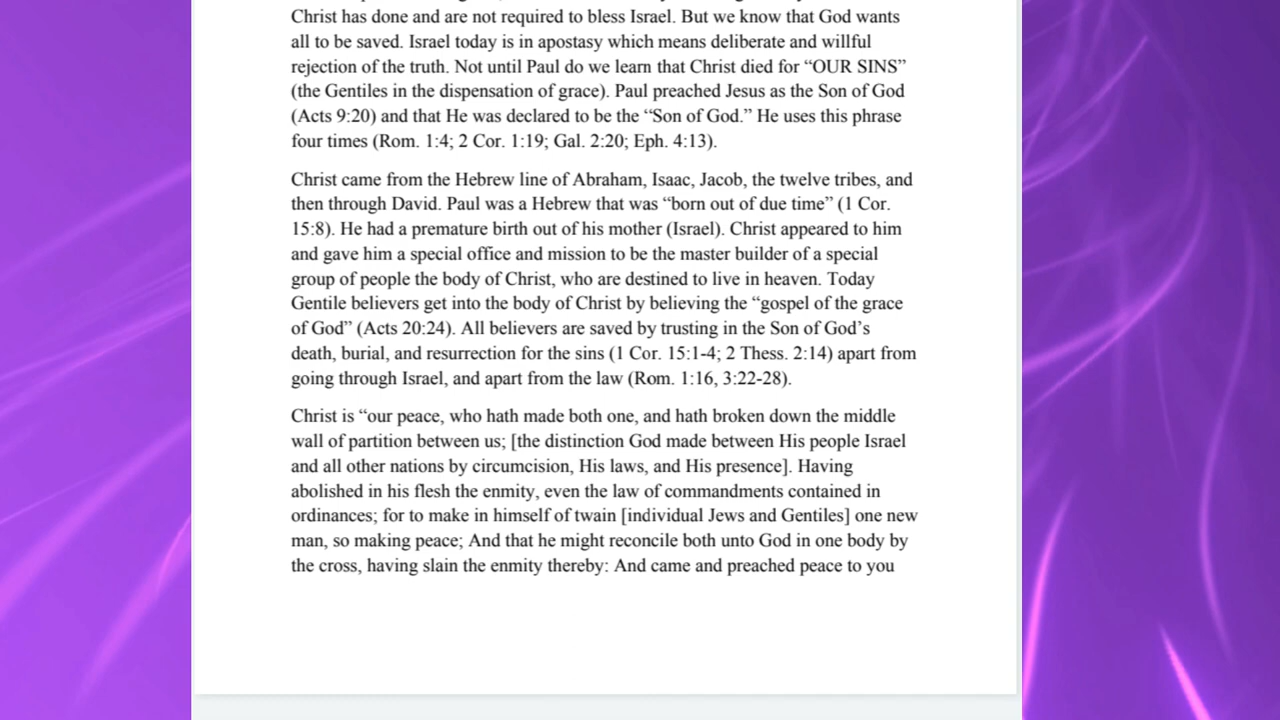 Christ has done and are not required to bless Israel. But we know that God wants
all to be saved. Israel today is in apostasy which means deliberate and willful
rejection of the truth. Not until Paul do we learn that Christ died for “OUR SINS”
(the Gentiles in the dispensation of grace). Paul preached Jesus as the Son of God
(Acts 9:20) and that He was declared to be the “Son of God.” He uses this phrase
four times (Rom. 1:4; 2 Cor. 1:19; Gal. 2:20; Eph. 4:13).
Christ came from the Hebrew line of Abraham, Isaac, Jacob, the twelve tribes, and
then through David. Paul was a Hebrew that was “born out of due time” (1 Cor.
15:8). He had a premature birth out of his mother (Israel). Christ appeared to him
and gave him a special office and mission to be the master builder of a special
group of people the body of Christ, who are destined to live in heaven. Today
Gentile believers get into the body of Christ by believing the “gospel of the grace
of God” (Acts 20:24). All believers are saved by trusting in the Son of God’s
death, burial, and resurrection for the sins (1 Cor. 15:1-4; 2 Thess. 2:14) apart from
going through Israel, and apart from the law (Rom. 1:16, 3:22-28).
Christ is “our peace, who hath made both one, and hath broken down the middle
wall of partition between us; [the distinction God made between His people Israel
and all other nations by circumcision, His laws, and His presence]. Having
abolished in his flesh the enmity, even the law of commandments contained in
ordinances; for to make in himself of twain [individual Jews and Gentiles] one new
man, so making peace; And that he might reconcile both unto God in one body by
the cross, having slain the enmity thereby: And came and preached peace to you